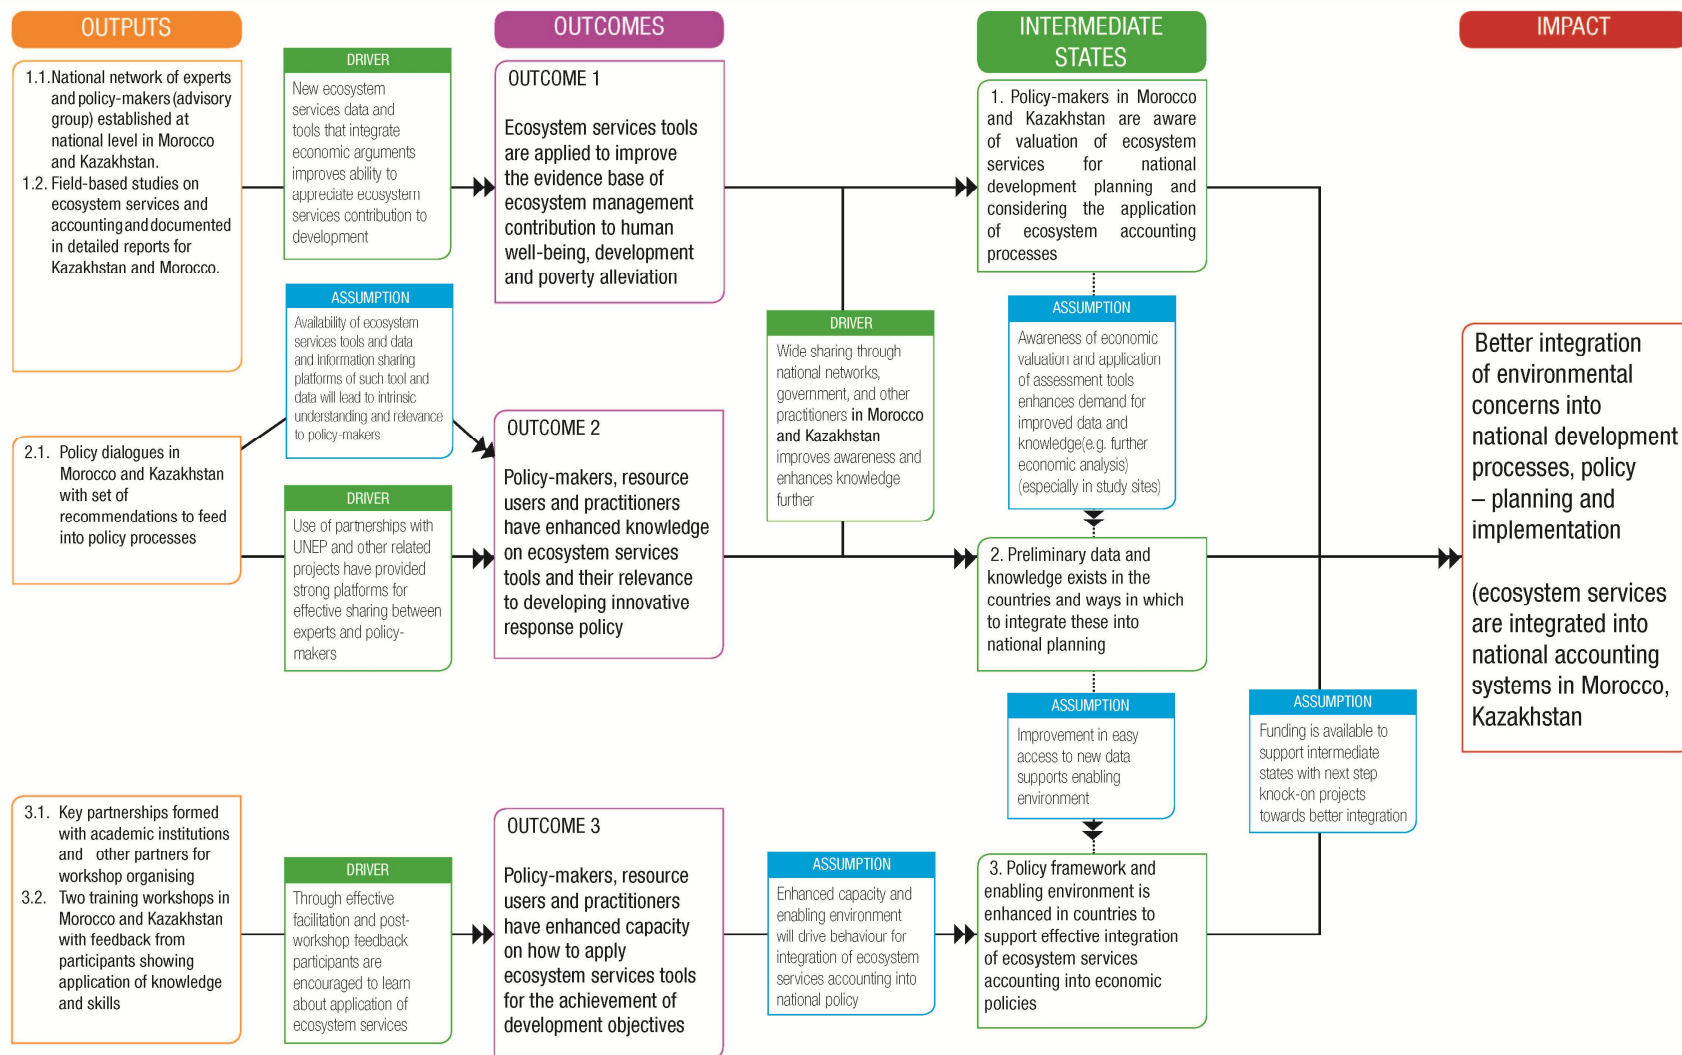 OUTPUTS
1.1. National network of experts
and policy-makers (advisory
group) established at
national level in Morocco
and Kazakhstan.
1.2. Field-based studies on
ecosystem services and
accounting and documented
in detailed reports for
Kazakhstan and Morocco.
2.1. Policy dialogues in
Morocco and Kazakhstan
with set of
recommendations to feed
into policy processes
3.1. Key partnerships formed
with academic institutions
and other partners for
workshop organising
3.2. Two training workshops in
Morocco and Kazakhstan
with feedback from
participants showing
application of knowledge
and skills
DRIVER
New ecosystem
services data and
tools that integrate
economic arguments
improves ability to
appreciate ecosystem
services contribution to
development
ASSUMPTION
Availability of ecosystem
services tools and data
and information sharing
platforms of such tool and
data will lead to intrinsic
understanding and relevance
to policy-makers
DRIVER
Use of partnerships with
UNEP and other related
projects have provided
strong platforms for
effective sharing between
experts and policy-
makers
DRIVER
Through effective
facilitation and post-
workshop feedback
participants are
encouraged to learn
about application of
ecosystem services
OUTCOMES
OUTCOME 1
Ecosystem services tools
are applied to improve
the evidence base of
ecosystem management
contribution to human
well-being, development
and poverty alleviation
OUTCOME 2
Policy-makers, resource
users and practitioners
have enhanced knowledge
on ecosystem services
tools and their relevance
to developing innovative
response policy
OUTCOME 3
Policy-makers, resource
users and practitioners
have enhanced capacity
on how to apply
ecosystem services tools
for the achievement of
development objectives
DRIVER
Wide sharing through
national networks,
government, and other
practitioners in Morocco
and Kazakhstan
improves awareness and
enhances knowledge
further
ASSUMPTION
Enhanced capacity and
enabling environment
will drive behaviour for
integration of ecosystem
services accounting into
national policy
INTERMEDIATE
STATES
1. Policy-makers in Morocco
and Kazakhstan are aware
of valuation of ecosystem
services for national
development planning and
considering the application
of ecosystem accounting
processes
ASSUMPTION
Awareness of economic
valuation and application
of assessment tools
enhances demand for
improved data and
knowledge(e.g. further
economic analysis)
(especially in study sites)
2. Preliminary data and
knowledge exists in the
countries and ways in which
to integrate these into
national planning
ASSUMPTION
Improvement in easy
access to new data
supports enabling
environment
3. Policy framework and
enabling environment is
enhanced in countries to
support effective integration
of ecosystem services
accounting into economic
policies
ASSUMPTION
Funding is available to
support intermediate
states with next step
knock-on projects
towards better integration
IMPACT
Better integration
of environmental
concerns into
national development
processes, policy
– planning and
implementation
(ecosystem services
are integrated into
national accounting
systems in Morocco,
Kazakhstan